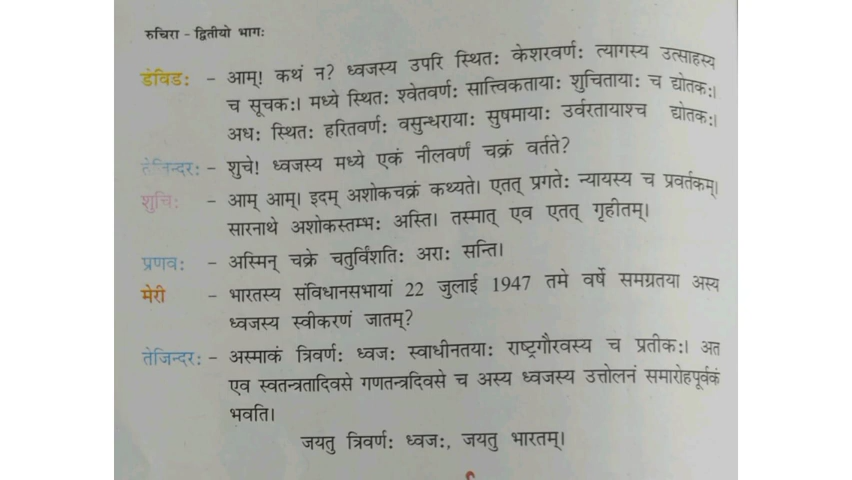 रुचिरा - द्वितीयो भागः
डेविडः - आम्! कथं न? ध्वजस्य उपरि स्थितः केशरवर्णः त्यागस्य उत्साहस्य
च सूचकः। मध्ये स्थितः श्वेतवर्णः सात्त्विकतायाः शुचितायाः च द्योतकः।
अधः स्थितः हरितवर्णः वसुन्धरायाः सुषमायाः उर्वरतायाश्च द्योतकः।
तेजिन्दरः - शुचे! ध्वजस्य मध्ये एकं नीलवर्णं चक्रं वर्तते?
शुचिः - आम् आम्। इदम् अशोकचक्रं कथ्यते। एतत् प्रगतेः न्यायस्य च प्रवर्तकम्।
सारनाथे अशोकस्तम्भः अस्ति। तस्मात् एव एतत् गृहीतम्।
प्रणवः - अस्मिन् चक्रे चतुर्विंशतिः अराः सन्ति।
मेरी - भारतस्य संविधानसभायां 22 जुलाई 1947 तमे वर्षे समग्रतया अस्य
ध्वजस्य स्वीकरणं जातम्?
तेजिन्दरः - अस्माकं त्रिवर्णः ध्वजः स्वाधीनतयाः राष्ट्रगौरवस्य च प्रतीकः। अत
एव स्वतन्त्रतादिवसे गणतन्त्रदिवसे च अस्य ध्वजस्य उत्तोलनं समारोहपूर्वकं
भवति।
जयतु त्रिवर्णः ध्वजः, जयतु भारतम्।